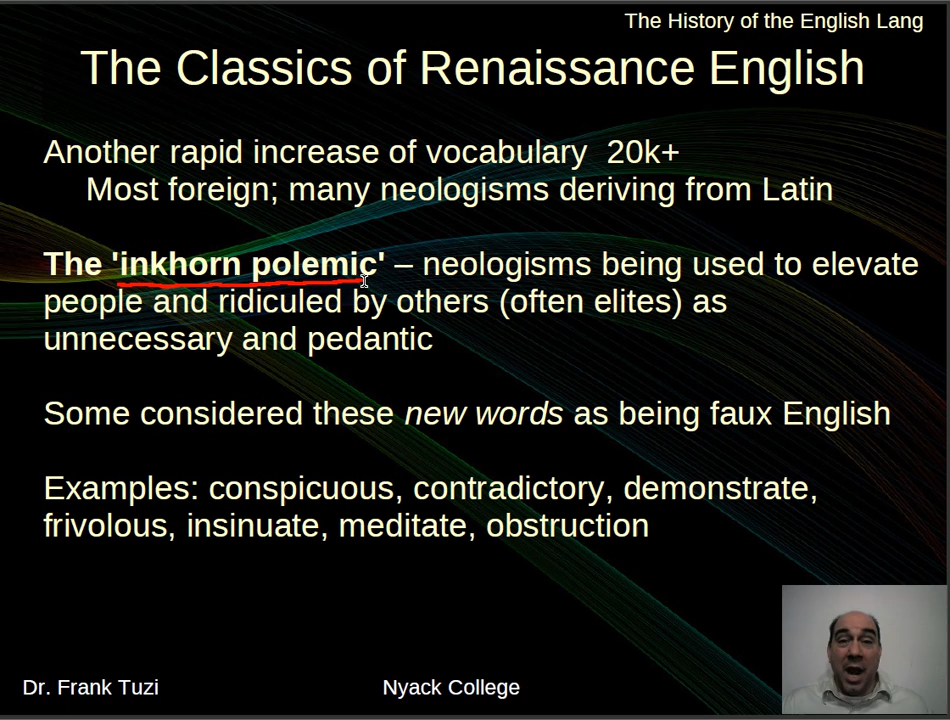 The History of the English Lang
The Classics of Renaissance English
Another rapid increase of vocabulary  20k+
Most foreign; many neologisms deriving from Latin
The 'inkhorn polemic' – neologisms being used to elevate
people and ridiculed by others (often elites) as
unnecessary and pedantic
Some considered these new words as being faux English
Examples: conspicuous, contradictory, demonstrate,
frivolous, insinuate, meditate, obstruction
Dr. Frank Tuzi
Nyack College